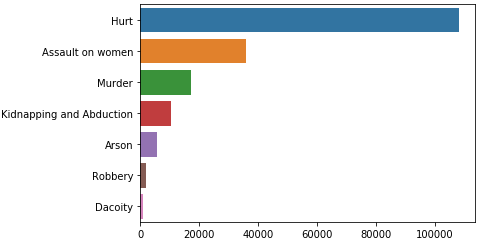 Hurt
Assault on women
Murder
Kidnapping and Abduction
Arson
Robbery
Dacoity
0 20000 40000 60000 80000 100000